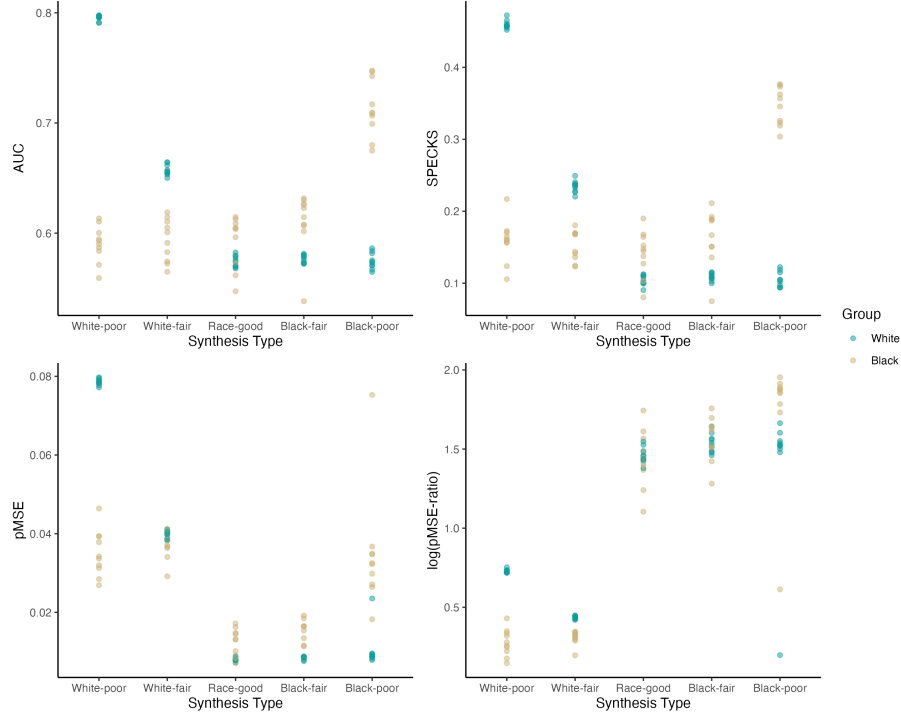 AUC
0.8
0.7
0.6
White-poor White-fair Race-good Black-fair Black-poor
Synthesis Type
SPECKS
0.4
0.3
0.2
0.1
White-poor White-fair Race-good Black-fair Black-poor
Synthesis Type
pMSE
0.08
0.06
0.04
0.02
White-poor White-fair Race-good Black-fair Black-poor
Synthesis Type
log(pMSE-ratio)
2.0
1.5
1.0
0.5
White-poor White-fair Race-good Black-fair Black-poor
Synthesis Type
Group
White
Black